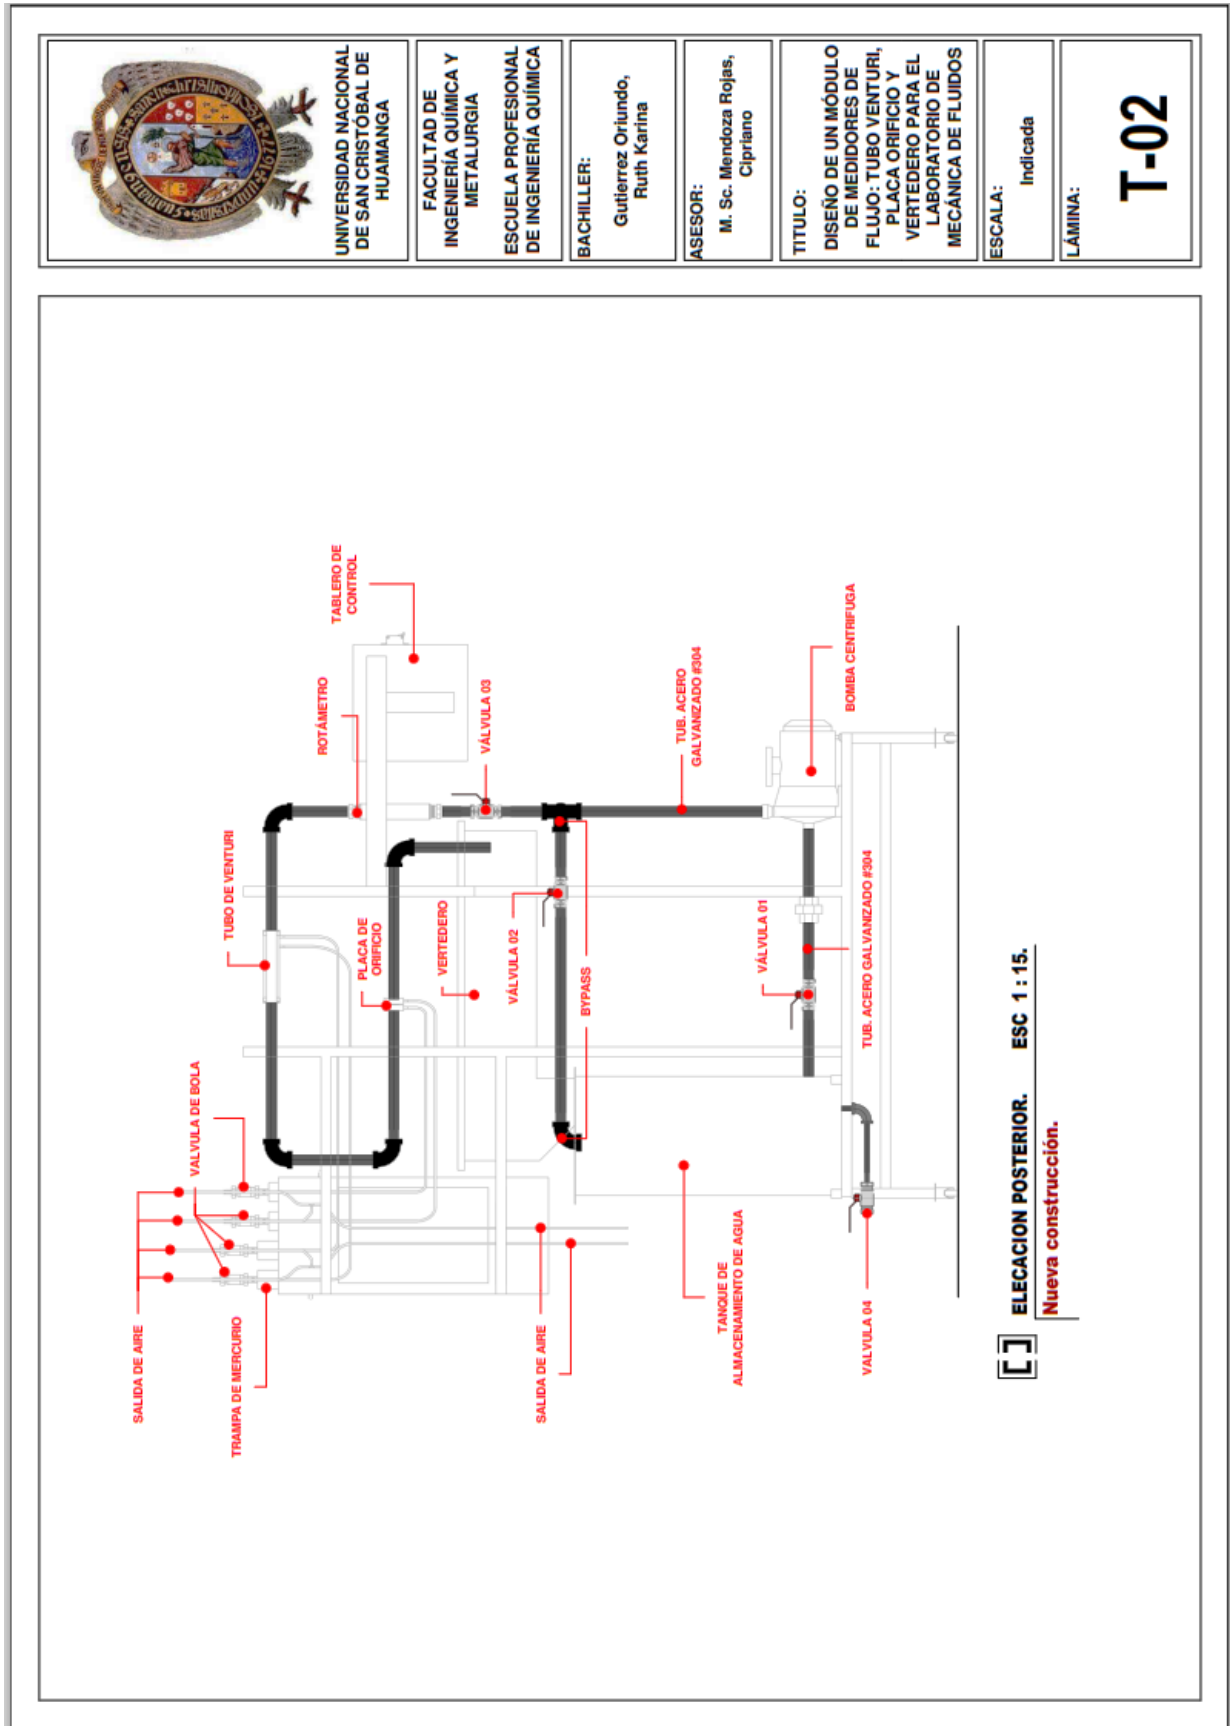 UNIVERSIDAD NACIONAL
DE SAN CRISTÓBAL DE
HUAMANGA
FACULTAD DE
INGENIERÍA QUÍMICA Y
METALURGIA
ESCUELA PROFESIONAL
DE INGENIERÍA QUÍMICA
BACHILLER:
Gutierrez Oriundo,
Ruth Karina
ASESOR:
M. Sc. Mendoza Rojas,
Cipriano
TITULO:
DISEÑO DE UN MÓDULO
DE MEDIDORES DE
FLUJO: TUBO VENTURI,
PLACA ORIFICIO Y
VERTEDERO PARA EL
LABORATORIO DE
MECÁNICA DE FLUIDOS
ESCALA:
Indicada
LÁMINA:
T-02
SALIDA DE AIRE
VALVULA DE BOLA
TRAMPA DE MERCURIO
TUBO DE VENTURI
ROTÁMETRO
TABLERO DE
CONTROL
PLACA DE
ORIFICIO
VERTEDERO
VÁLVULA 03
VÁLVULA 02
SALIDA DE AIRE
BYPASS
TUB. ACERO
GALVANIZADO #304
TANQUE DE
ALMACENAMIENTO DE AGUA
VÁLVULA 01
BOMBA CENTRIFUGA
TUB. ACERO GALVANIZADO #304
VALVULA 04
ELECACION POSTERIOR. ESC 1 : 15.
Nueva construcción.